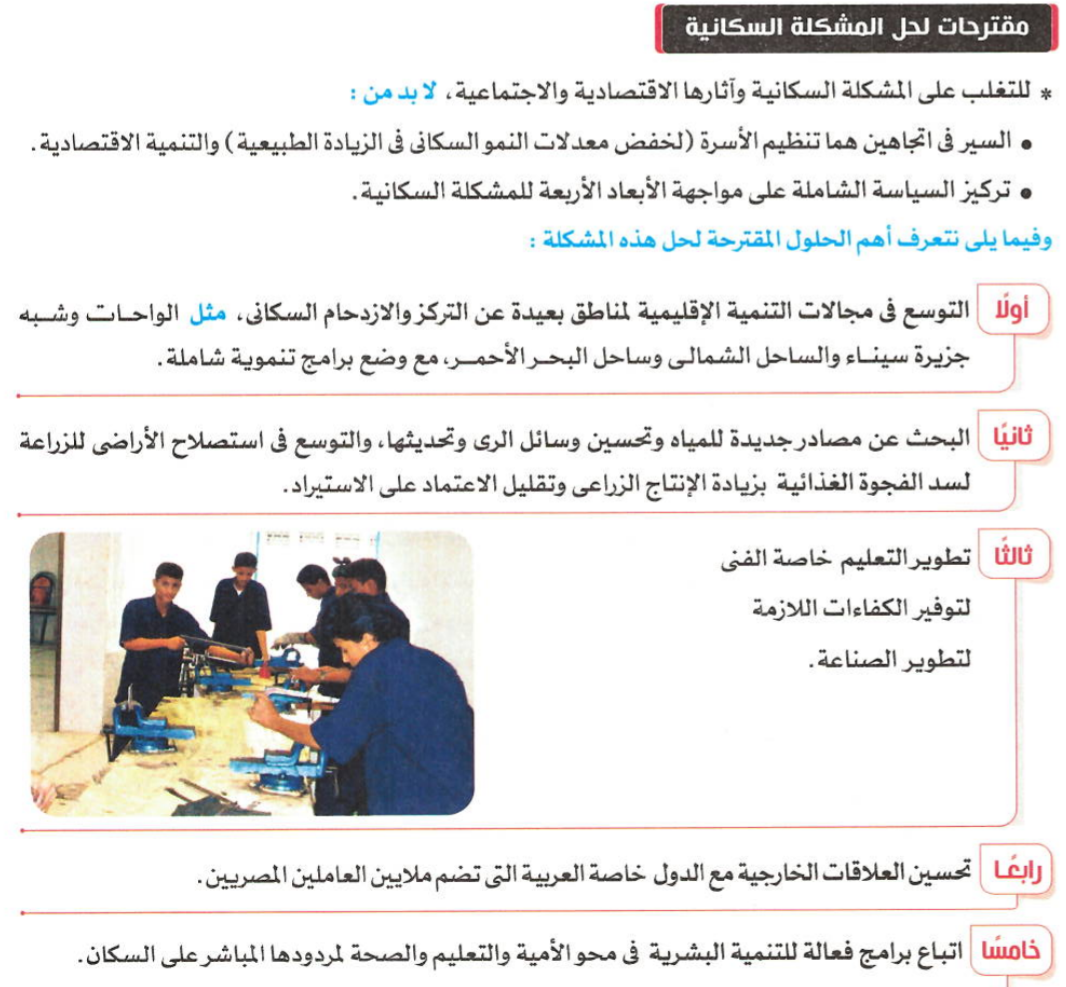 مقترحات لحل المشكلة السكانية
* للتغلب على المشكلة السكانية وآثارها الاقتصادية والاجتماعية، لا بد من :
• السير فى اتجاهين هما تنظيم الأسرة (لخفض معدلات النمو السكانى فى الزيادة الطبيعية) والتنمية الاقتصادية.
• تركيز السياسة الشاملة على مواجهة الأبعاد الأربعة للمشكلة السكانية.
وفيما يلى نتعرف أهم الحلول المقترحة لحل هذه المشكلة :
أولًا التوسع فى مجالات التنمية الإقليمية لمناطق بعيدة عن التركز والازدحام السكانى، مثل الواحات وشبه
جزيرة سيناء والساحل الشمالى وساحل البحر الأحمر، مع وضع برامج تنموية شاملة.
ثانيًا البحث عن مصادر جديدة للمياه وتحسين وسائل الرى وتحديثها، والتوسع فى استصلاح الأراضى للزراعة
لسد الفجوة الغذائية بزيادة الإنتاج الزراعى وتقليل الاعتماد على الاستيراد.
ثالثًا تطوير التعليم خاصة الفنى
لتوفير الكفاءات اللازمة
لتطوير الصناعة.
رابعًا تحسين العلاقات الخارجية مع الدول خاصة العربية التى تضم ملايين العاملين المصريين.
خامسًا اتباع برامج فعالة للتنمية البشرية فى محو الأمية والتعليم والصحة لمردودها المباشر على السكان.